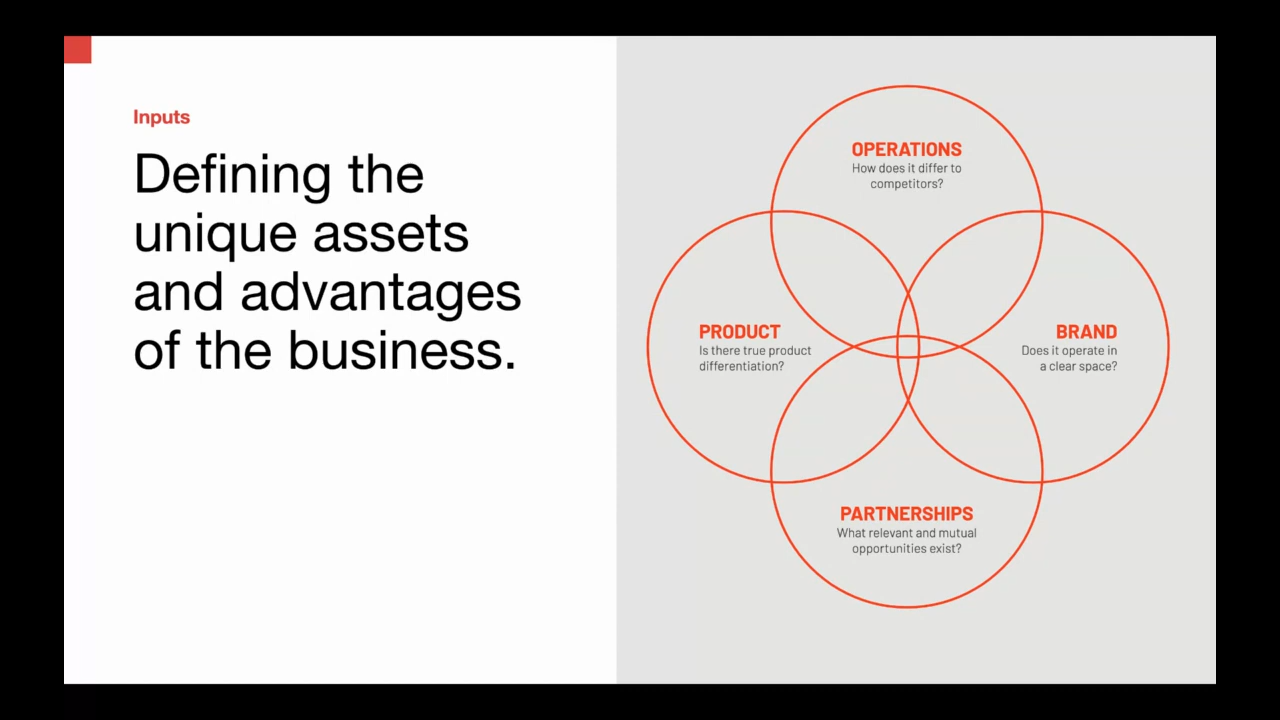 Inputs
Defining the
unique assets
and advantages
of the business.
OPERATIONS
How does it differ to
competitors?
PRODUCT
Is there true product
differentiation?
BRAND
Does it operate in
a clear space?
PARTNERSHIPS
What relevant and mutual
opportunities exist?